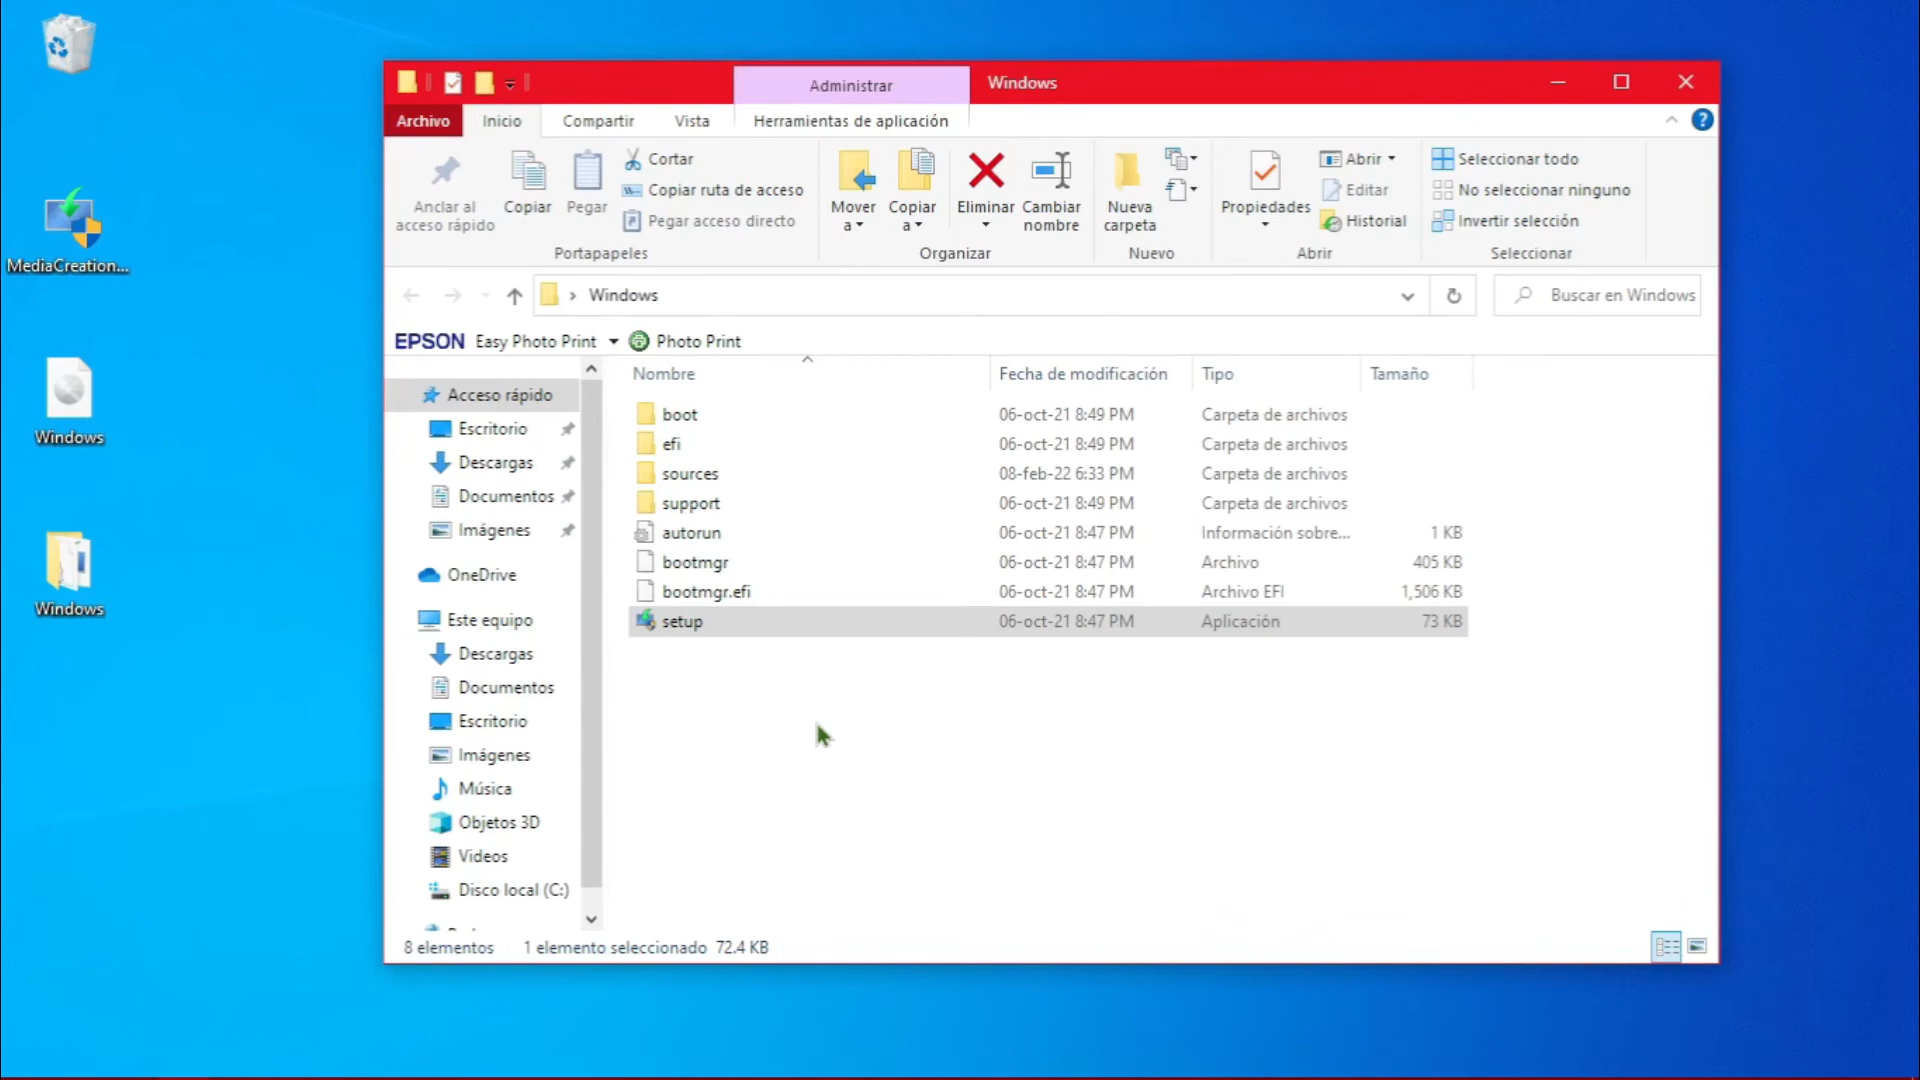 MediaCreation...
Windows
Windows
Administrar
Windows
Archivo
Inicio
Compartir
Vista
Herramientas de aplicación
?
Anclar al
acceso rápido
Copiar
Pegar
Cortar
Copiar ruta de acceso
Pegar acceso directo
Portapapeles
Mover
a
Copiar
a
Eliminar
Cambiar
nombre
Organizar
Nueva
carpeta
Nuevo
Propiedades
Abrir
Editar
Historial
Abrir
Seleccionar todo
No seleccionar ninguno
Invertir selección
Seleccionar
Windows
Buscar en Windows
EPSON Easy Photo Print Photo Print
Nombre Fecha de modificación Tipo Tamaño
boot 06-oct-21 8:49 PM Carpeta de archivos
efi 06-oct-21 8:49 PM Carpeta de archivos
sources 08-feb-22 6:33 PM Carpeta de archivos
support 06-oct-21 8:49 PM Carpeta de archivos
autorun 06-oct-21 8:47 PM Información sobre... 1 KB
bootmgr 06-oct-21 8:47 PM Archivo 405 KB
bootmgr.efi 06-oct-21 8:47 PM Archivo EFI 1,506 KB
setup 06-oct-21 8:47 PM Aplicación 73 KB
Acceso rápido
Escritorio
Descargas
Documentos
Imágenes
OneDrive
Este equipo
Descargas
Documentos
Escritorio
Imágenes
Música
Objetos 3D
Videos
Disco local (C:)
8 elementos 1 elemento seleccionado 72.4 KB